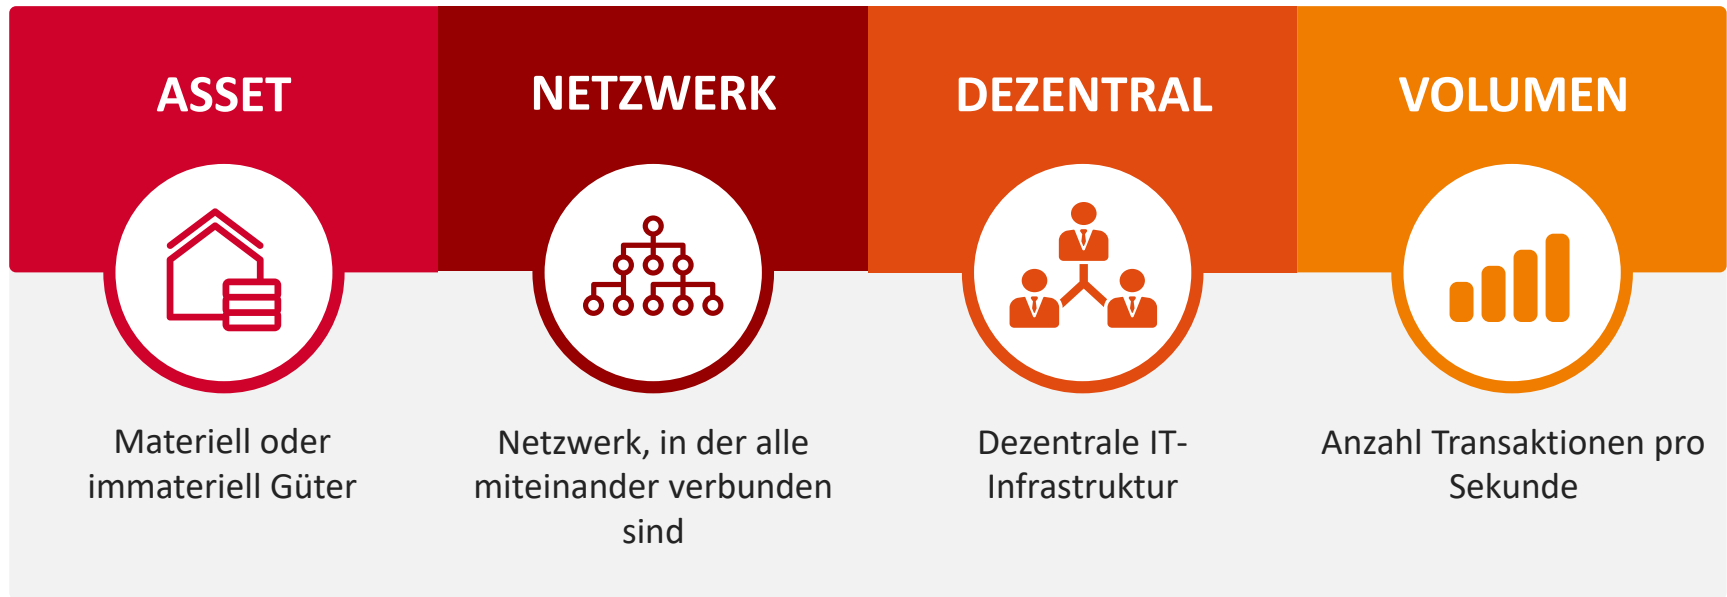 ASSET
Materiell oder
immateriell Güter
NETZWERK
Netzwerk, in der alle
miteinander verbunden
sind
DEZENTRAL
Dezentrale IT-
Infrastruktur
VOLUMEN
Anzahl Transaktionen pro
Sekunde